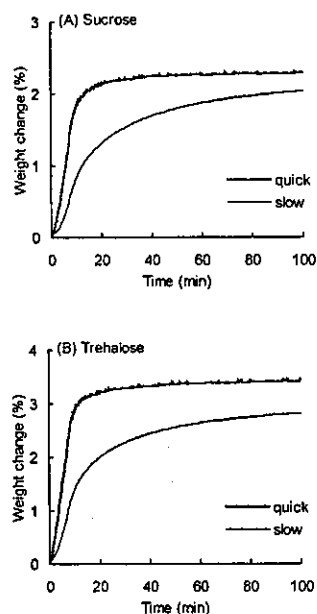 (A) Sucrose
3
2
1
0
Weight change (%)
quick
slow
0 20 40 60 80 100
Time (min)
(B) Trehalose
4
3
2
1
0
Weight change (%)
quick
slow
0 20 40 60 80 100
Time (min)